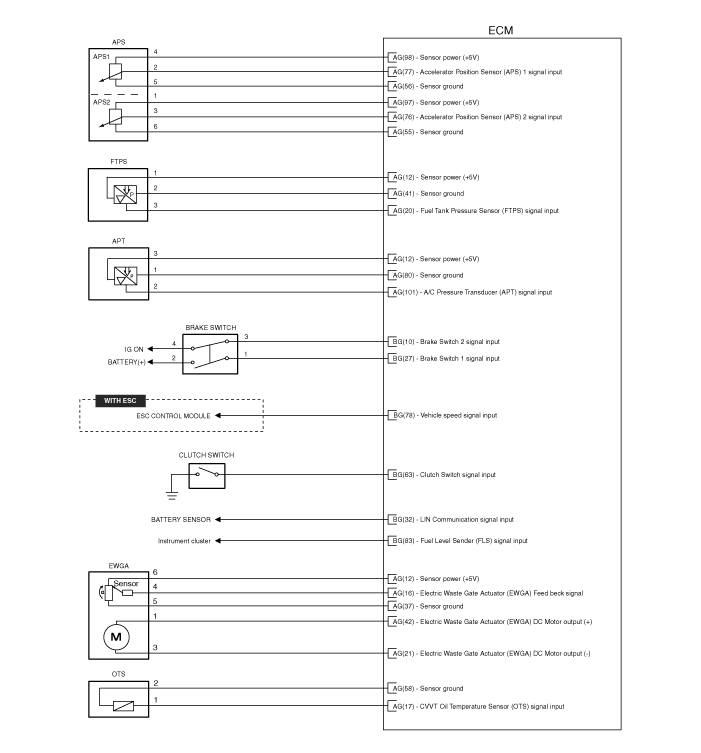 ECM
APS
APS1
4
AG(98) - Sensor power (+5V)
2
AG(77) - Accelerator Position Sensor (APS) 1 signal input
5
AG(56) - Sensor ground
APS2
1
AG(97) - Sensor power (+5V)
3
AG(76) - Accelerator Position Sensor (APS) 2 signal input
6
AG(55) - Sensor ground
FTPS
1
AG(12) - Sensor power (+5V)
P
2
AG(41) - Sensor ground
3
AG(20) - Fuel Tank Pressure Sensor (FTPS) signal input
APT
3
AG(12) - Sensor power (+5V)
1
AG(80) - Sensor ground
2
AG(101) - A/C Pressure Transducer (APT) signal input
BRAKE SWITCH
IG ON
4
3
BG(10) - Brake Switch 2 signal input
BATTERY(+)
2
1
BG(27) - Brake Switch 1 signal input
WITH ESC
ESC CONTROL MODULE
BG(78) - Vehicle speed signal input
CLUTCH SWITCH
BG(63) - Clutch Switch signal input
BATTERY SENSOR
BG(32) - LIN Communication signal input
Instrument cluster
BG(83) - Fuel Level Sender (FLS) signal input
EWGA
6
AG(12) - Sensor power (+5V)
Sensor
4
AG(16) - Electric Waste Gate Actuator (EWGA) Feed beck signal
5
AG(37) - Sensor ground
1
AG(42) - Electric Waste Gate Actuator (EWGA) DC Motor output (+)
M
3
AG(21) - Electric Waste Gate Actuator (EWGA) DC Motor output (-)
OTS
2
AG(58) - Sensor ground
1
AG(17) - CVVT Oil Temperature Sensor (OTS) signal input